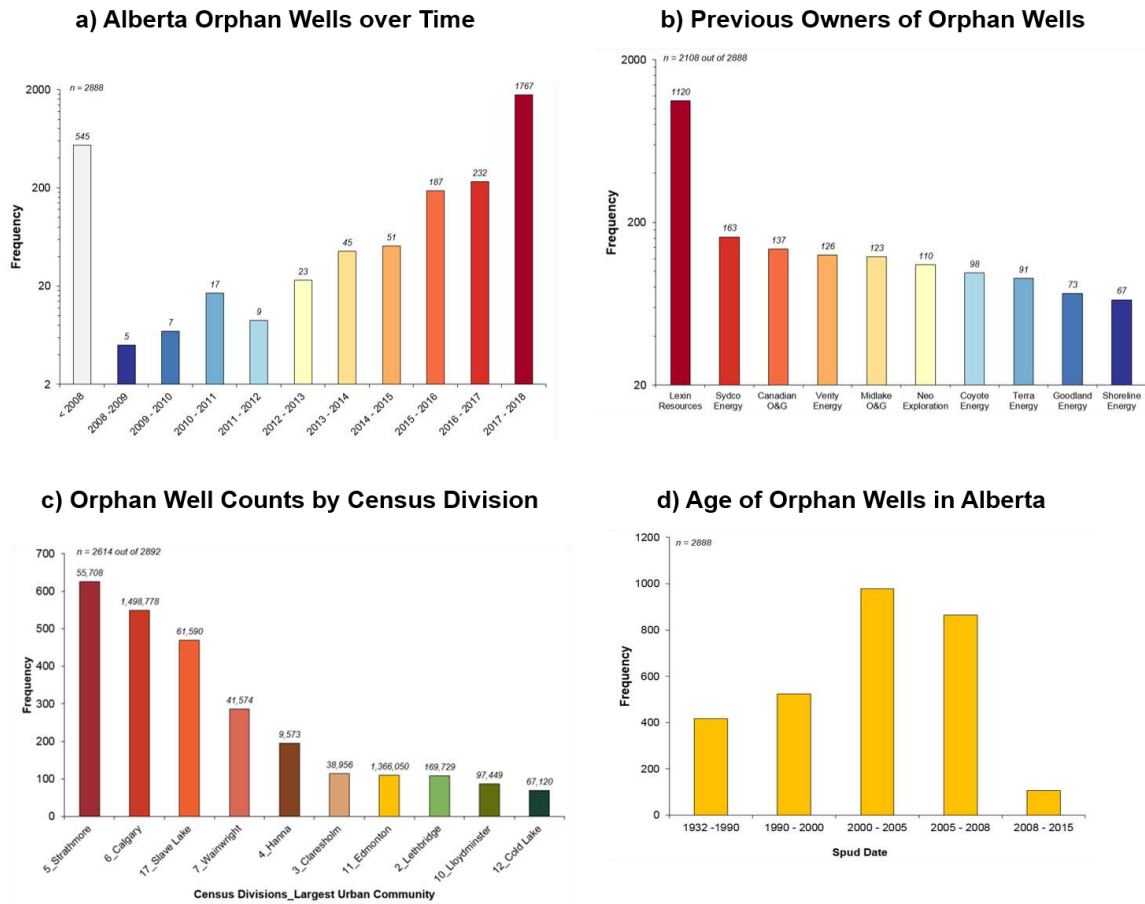 a) Alberta Orphan Wells over Time
n = 2888
Frequency
2000
200
20
2
545
5
7
17
9
23
45
51
187
232
1767
< 2008
2008 -2009
2009 - 2010
2010 - 2011
2011 - 2012
2012 - 2013
2013 - 2014
2014 - 2015
2015 - 2016
2016 - 2017
2017 - 2018
b) Previous Owners of Orphan Wells
n = 2108 out of 2888
Frequency
2000
200
20
1120
163
137
126
123
110
98
91
73
67
Lexin
Resources
Sydco
Energy
Canadian
O&G
Verity
Energy
Midlake
O&G
Neo
Exploration
Coyote
Energy
Terra
Energy
Goodland
Energy
Shoreline
Energy
c) Orphan Well Counts by Census Division
n = 2614 out of 2892
Frequency
700
600
500
400
300
200
100
0
55,708
1,498,778
61,590
41,574
9,573
38,956
1,366,050
169,729
97,449
67,120
5_Strathmore
6_Calgary
17_Slave Lake
7_Wainwright
4_Hanna
3_Claresholm
11_Edmonton
2_Lethbridge
10_Lloydminster
12_Cold Lake
Census Divisions_Largest Urban Community
d) Age of Orphan Wells in Alberta
n = 2888
Frequency
1200
1000
800
600
400
200
0
1932 -1990
1990 - 2000
2000 - 2005
2005 - 2008
2008 - 2015
Spud Date